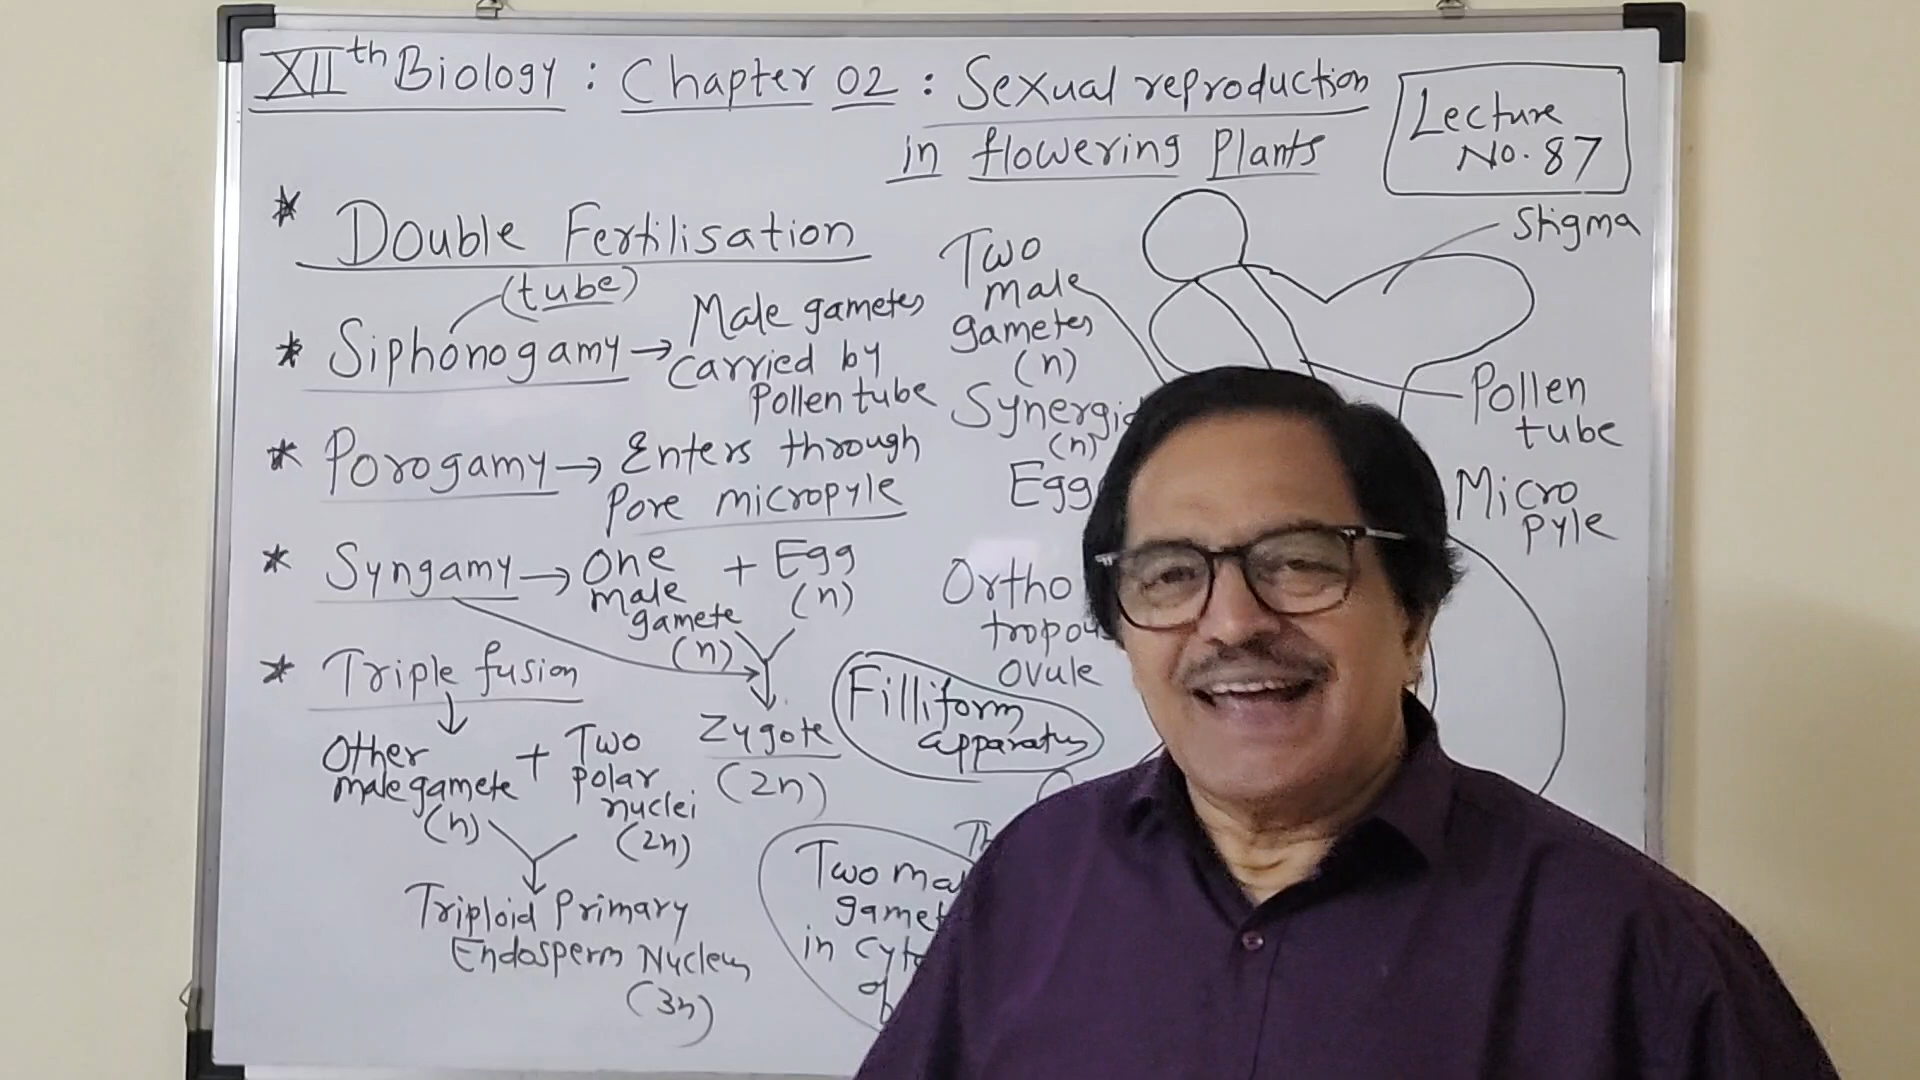 XIIth Biology : Chapter 02 : Sexual reproduction
in flowering Plants
Lecture
No. 87
* Double Fertilisation
(tube)
* Siphonogamy → Male gametes
carried by
Pollen tube
* Porogamy → Enters through
Pore micropyle
* Syngamy → One + Egg
male (n)
gamete
(n)
Zygote
(2n)
* Triple fusion
Other + Two
male gamete polar
(n) nuclei
(2n)
Triploid Primary
Endosperm Nucleus
(3n)
Two
male
gametes
(n)
(n)
Egg
Ortho
ovule
Filliform
apparatus
Two
in
of
Stigma
Pollen
tube
Micro
pyle